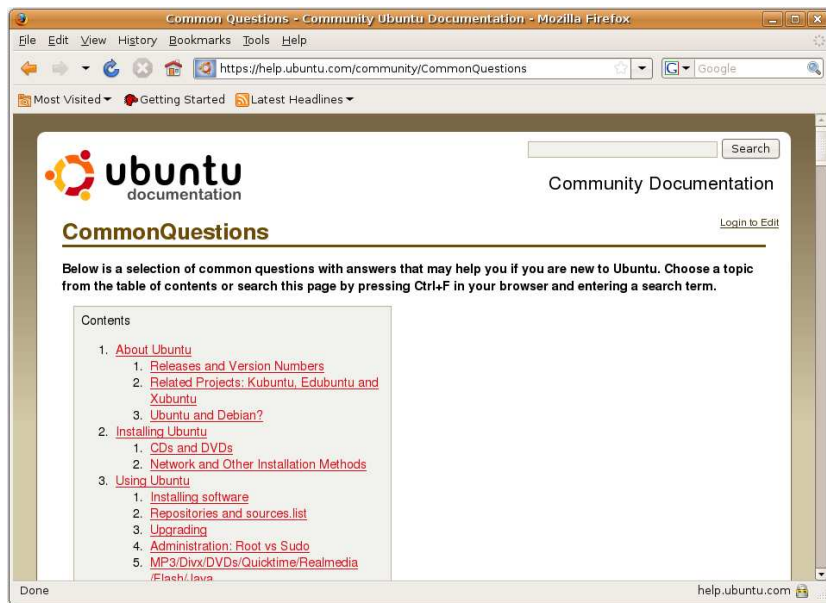 Common Questions - Community Ubuntu Documentation - Mozilla Firefox
File Edit View History Bookmarks Tools Help
https://help.ubuntu.com/community/CommonQuestions
G Google
Most Visited Getting Started Latest Headlines
Search
ubuntu
documentation
Community Documentation
Login to Edit
CommonQuestions
Below is a selection of common questions with answers that may help you if you are new to Ubuntu. Choose a topic
from the table of contents or search this page by pressing Ctrl+F in your browser and entering a search term.
Contents
1. About Ubuntu
1. Releases and Version Numbers
2. Related Projects: Kubuntu, Edubuntu and
Xubuntu
3. Ubuntu and Debian?
2. Installing Ubuntu
1. CDs and DVDs
2. Network and Other Installation Methods
3. Using Ubuntu
1. Installing software
2. Repositories and sources.list
3. Upgrading
4. Administration: Root vs Sudo
5. MP3/Divx/DVDs/Quicktime/Realmedia
/Flash/Java
Done
help.ubuntu.com